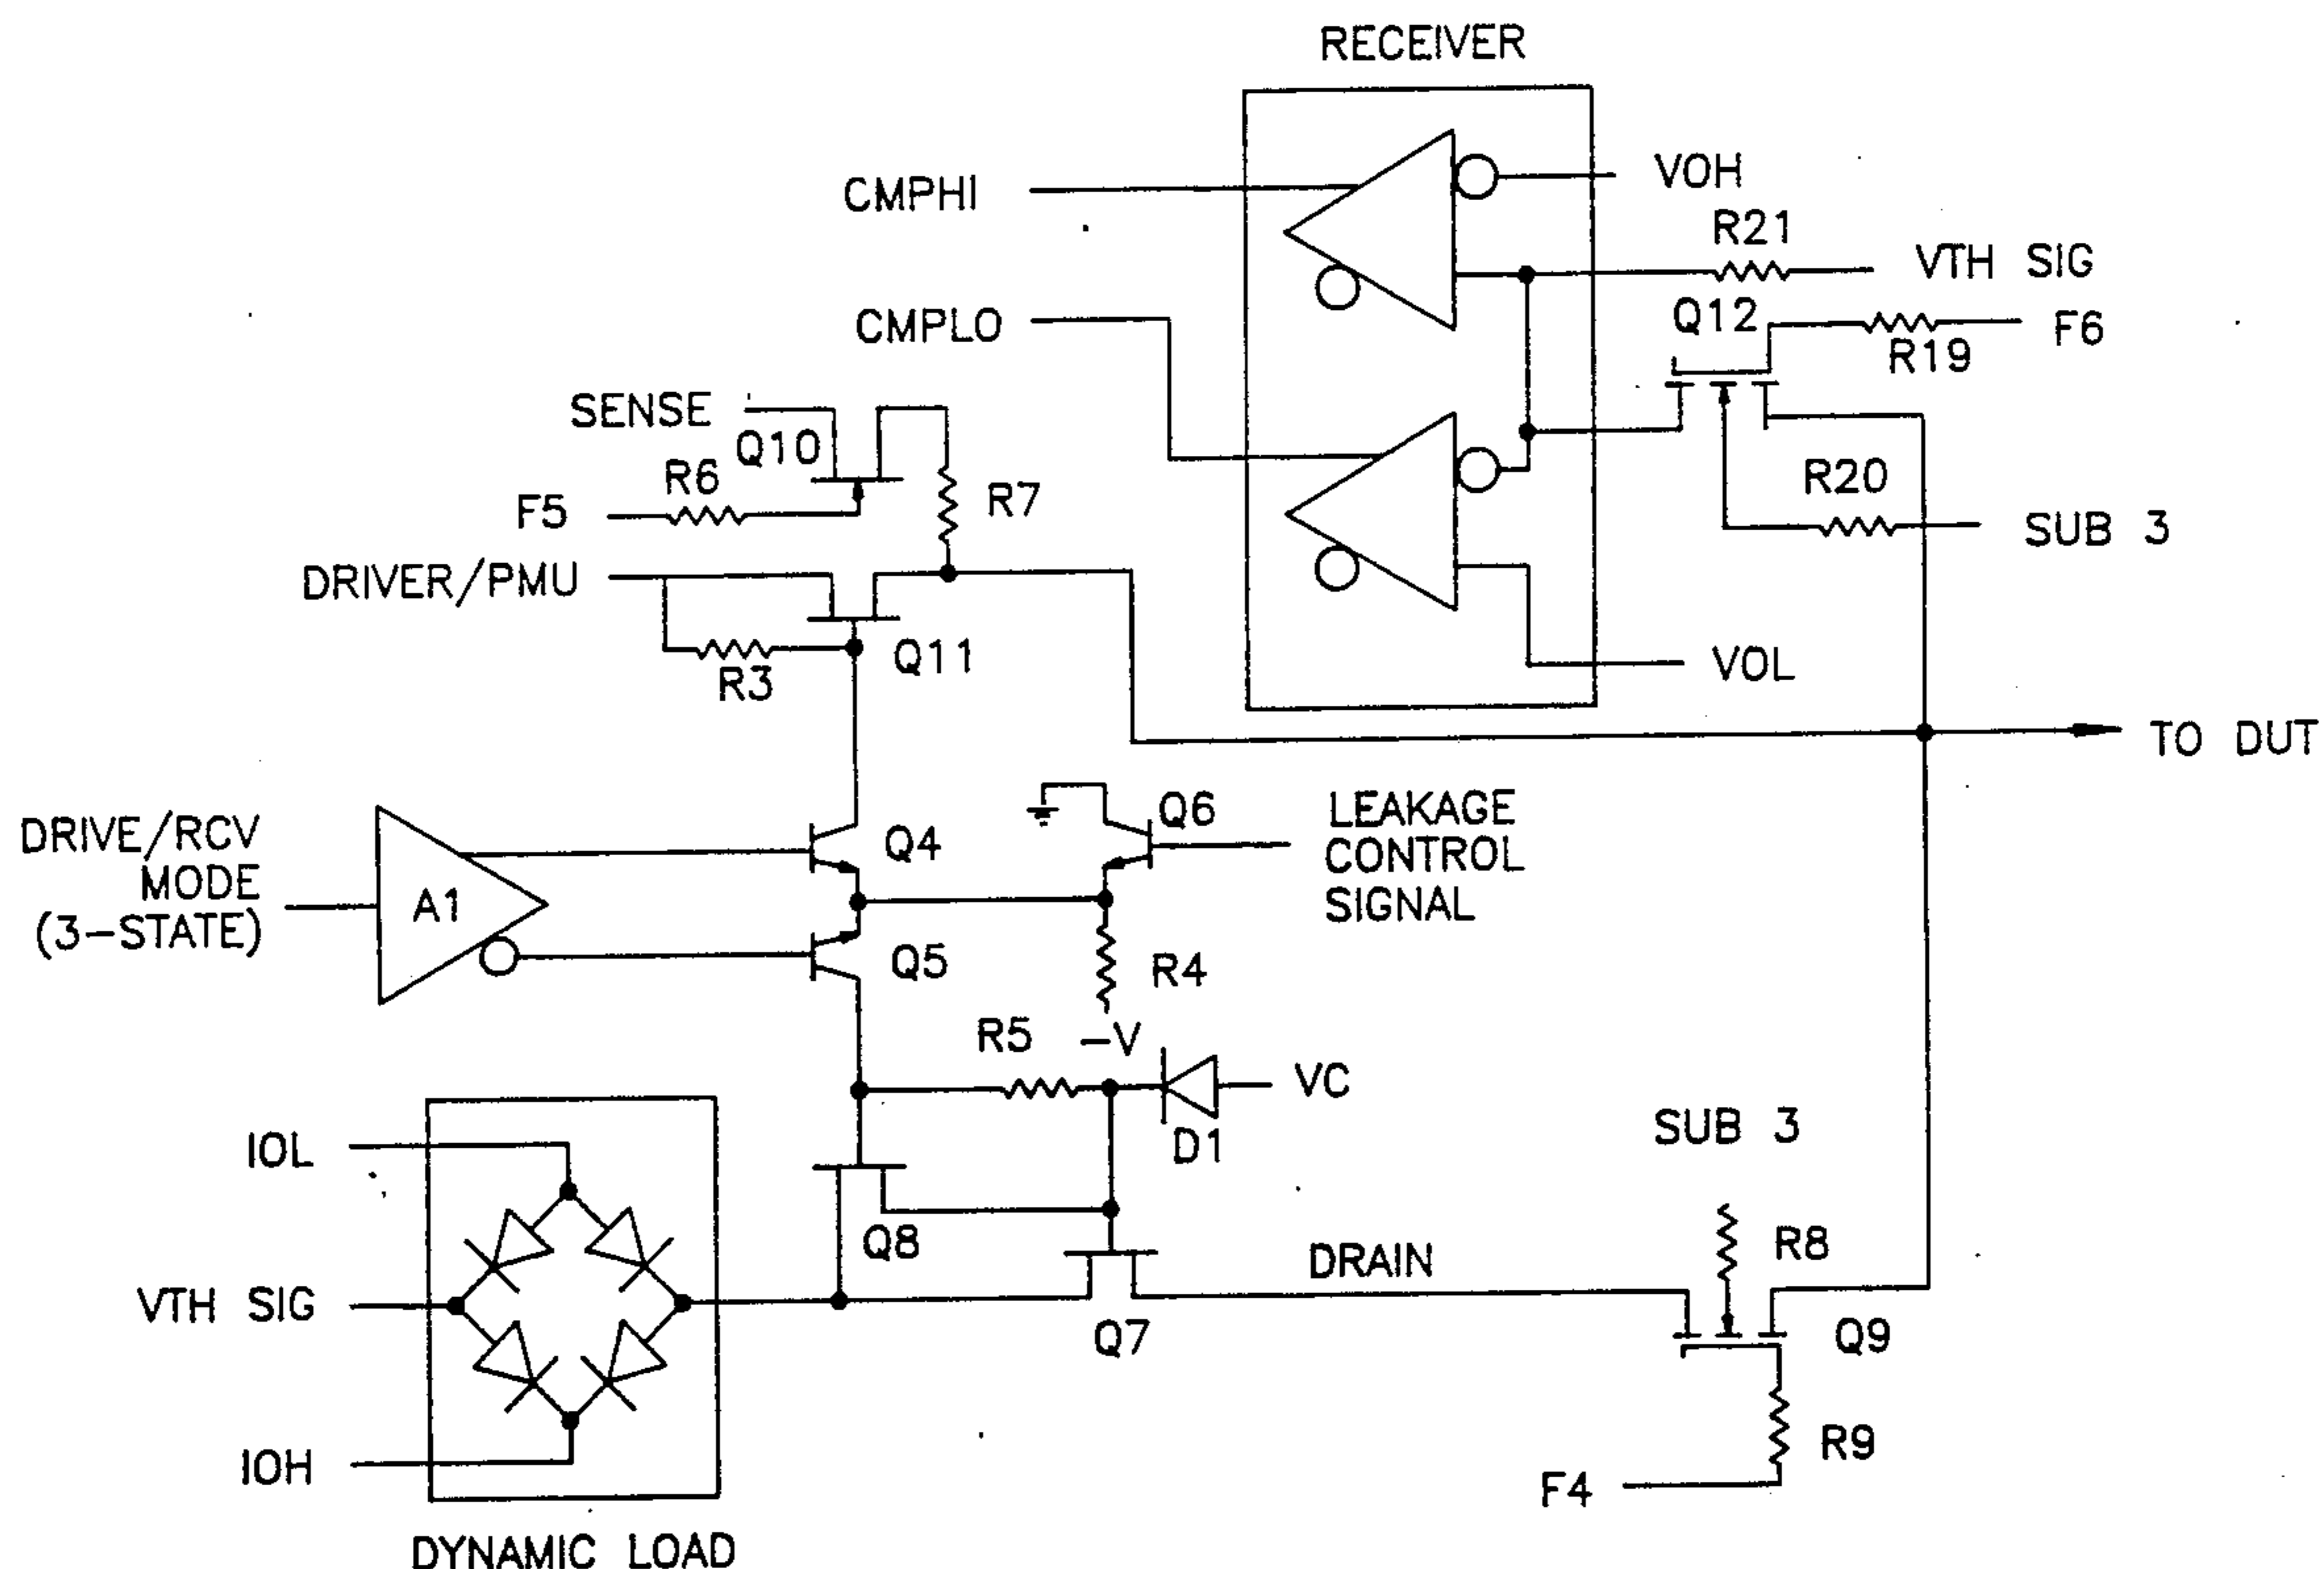 RECEIVER
CMPHI
VOH
R21
VTH SIG
Q12
F6
R19
CMPLO
SENSE
Q10
R6
F5
R7
R20
SUB 3
DRIVER/PMU
R3
Q11
VOL
TO DUT
DRIVE/RCV
MODE
(3-STATE)
A1
Q4
Q6
LEAKAGE
CONTROL
SIGNAL
Q5
R4
-V
R5
VC
D1
SUB 3
IOL
Q8
R8
DRAIN
VTH SIG
Q7
Q9
R9
IOH
F4
DYNAMIC LOAD